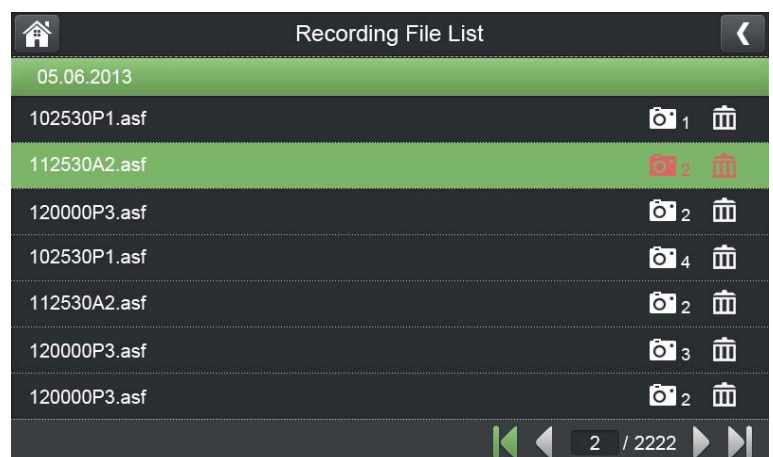 Recording File List
05.06.2013
102530P1.asf 1
112530A2.asf 2
120000P3.asf 2
102530P1.asf 4
112530A2.asf 2
120000P3.asf 3
120000P3.asf 2
2 / 2222